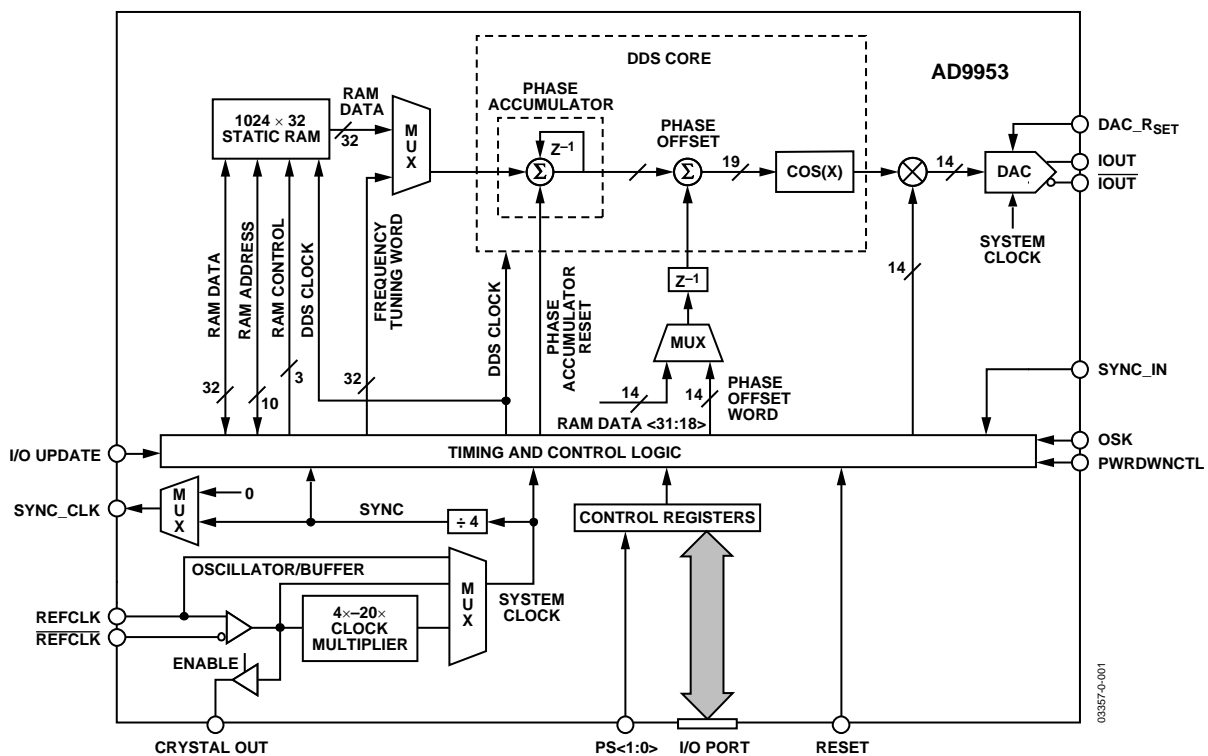 DDS CORE
AD9953
RAM
DATA
PHASE
ACCUMULATOR
1024 × 32
STATIC RAM
32
M
U
X
Z–1
Σ
PHASE
OFFSET
Σ
19
COS(X)
14
DAC
DAC_RSET
IOUT
IOUT
SYSTEM
CLOCK
RAM DATA
RAM ADDRESS
RAM CONTROL
DDS CLOCK
FREQUENCY
TUNING WORD
DDS CLOCK
PHASE
ACCUMULATOR
RESET
Z–1
14
MUX
32
10
3
32
14
14
PHASE
OFFSET
WORD
RAM DATA <31:18>
SYNC_IN
I/O UPDATE
TIMING AND CONTROL LOGIC
OSK
PWRDWNCTL
SYNC_CLK
M
U
X
0
SYNC
÷ 4
CONTROL REGISTERS
OSCILLATOR/BUFFER
REFCLK
REFCLK
4×–20×
CLOCK
MULTIPLIER
M
U
X
SYSTEM
CLOCK
ENABLE
03357-0-001
CRYSTAL OUT
PS<1:0>
I/O PORT
RESET